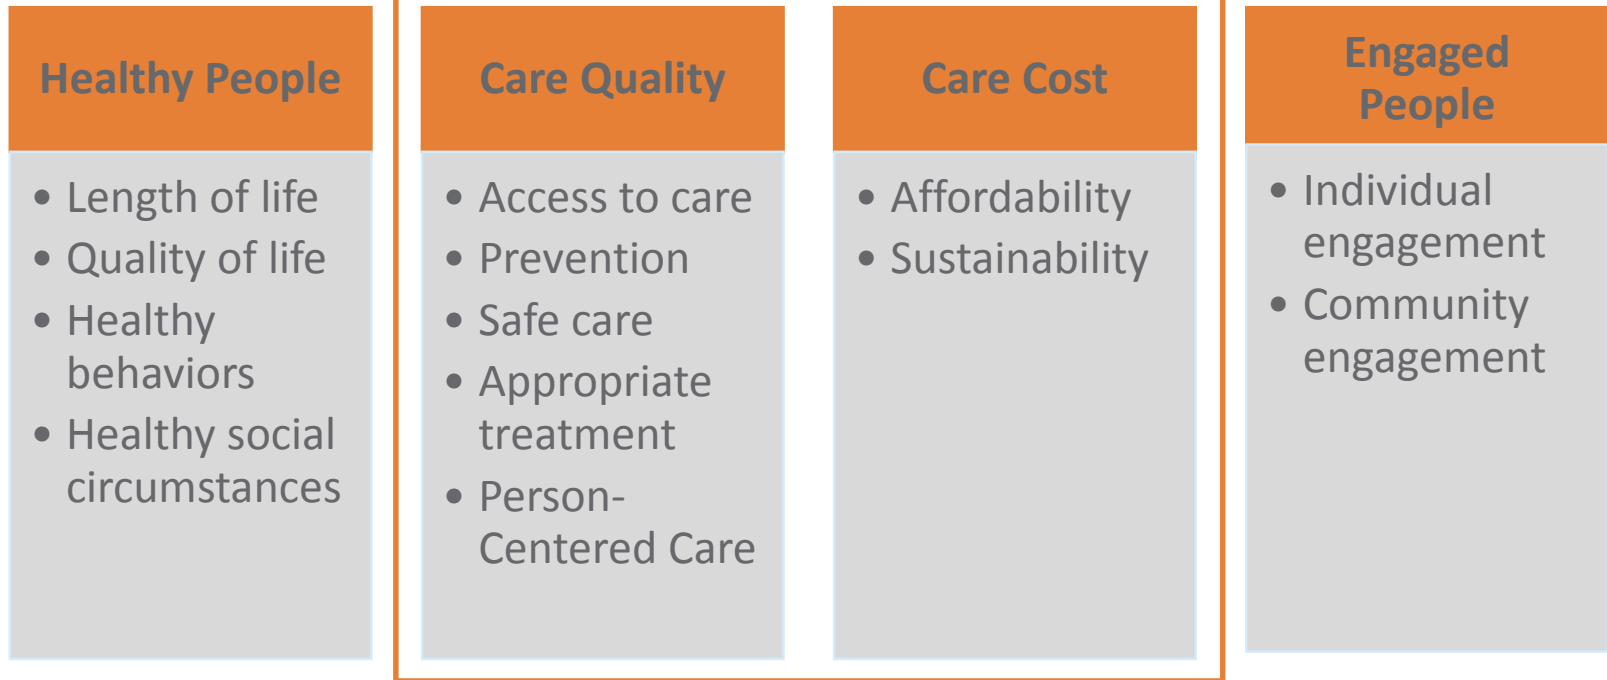 Healthy People
• Length of life
• Quality of life
• Healthy
behaviors
• Healthy social
circumstances
Care Quality
• Access to care
• Prevention
• Safe care
• Appropriate
treatment
• Person-
Centered Care
Care Cost
• Affordability
• Sustainability
Engaged
People
• Individual
engagement
• Community
engagement